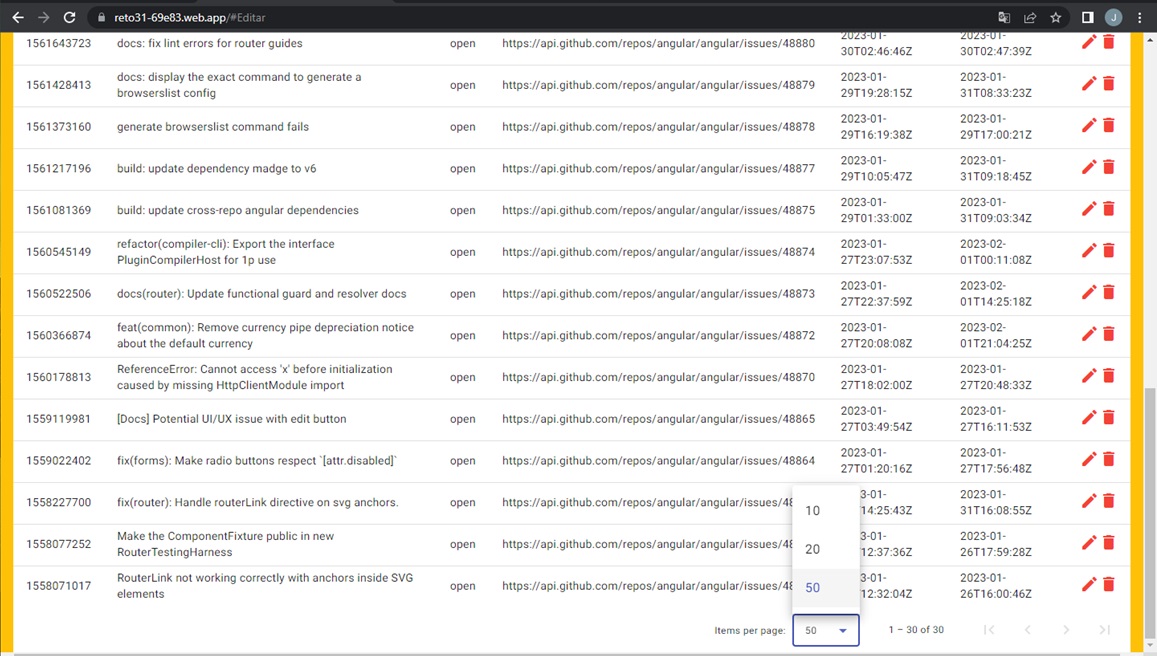 reto31-69e83.web.app/#Editar
J
1561643723 docs: fix lint errors for router guides open https://api.github.com/repos/angular/angular/issues/48880 2023-01- 2023-01-
30T02:46:46Z 30T02:47:39Z
docs: display the exact command to generate a 2023-01- 2023-01-
1561428413 open https://api.github.com/repos/angular/angular/issues/48879
browserslist config 29T19:28:15Z 31T08:33:23Z
2023-01- 2023-01-
1561373160 generate browserslist command fails open https://api.github.com/repos/angular/angular/issues/48878
29T16:19:38Z 29T17:00:21Z
2023-01- 2023-01-
1561217196 build: update dependency madge to v6 open https://api.github.com/repos/angular/angular/issues/48877
29T10:05:47Z 31T09:18:45Z
2023-01- 2023-01-
1561081369 build: update cross-repo angular dependencies open https://api.github.com/repos/angular/angular/issues/48875
29T01:33:00Z 31T09:03:34Z
refactor(compiler-cli): Export the interface 2023-01- 2023-02-
1560545149 open https://api.github.com/repos/angular/angular/issues/48874
PluginCompilerHost for 1p use 27T23:07:53Z 01T00:11:08Z
2023-01- 2023-02-
1560522506 docs(router): Update functional guard and resolver docs open https://api.github.com/repos/angular/angular/issues/48873
27T22:37:59Z 01T14:25:18Z
feat(common): Remove currency pipe depreciation notice 2023-01- 2023-02-
1560366874 open https://api.github.com/repos/angular/angular/issues/48872
about the default currency 27T20:08:08Z 01T21:04:25Z
ReferenceError: Cannot access 'x' before initialization 2023-01- 2023-01-
1560178813 open https://api.github.com/repos/angular/angular/issues/48870
caused by missing HttpClientModule import 27T18:02:00Z 27T20:48:33Z
2023-01- 2023-01-
1559119981 [Docs] Potential UI/UX issue with edit button open https://api.github.com/repos/angular/angular/issues/48865
27T03:49:54Z 27T16:11:53Z
2023-01- 2023-01-
1559022402 fix(forms): Make radio buttons respect `[attr.disabled]` open https://api.github.com/repos/angular/angular/issues/48864
27T01:20:16Z 27T17:56:48Z
3-01- 2023-01-
1558227700 fix(router): Handle routerLink directive on svg anchors. open https://api.github.com/repos/angular/angular/issues/48
10 14:25:43Z 31T16:08:55Z
Make the ComponentFixture public in new 3-01- 2023-01-
1558077252 open https://api.github.com/repos/angular/angular/issues/48
20
RouterTestingHarness 12:37:36Z 26T17:59:28Z
RouterLink not working correctly with anchors inside SVG 3-01- 2023-01-
1558071017 open https://api.github.com/repos/angular/angular/issues/48
50
elements 12:32:04Z 26T16:00:46Z
Items per page: 50 1 – 30 of 30